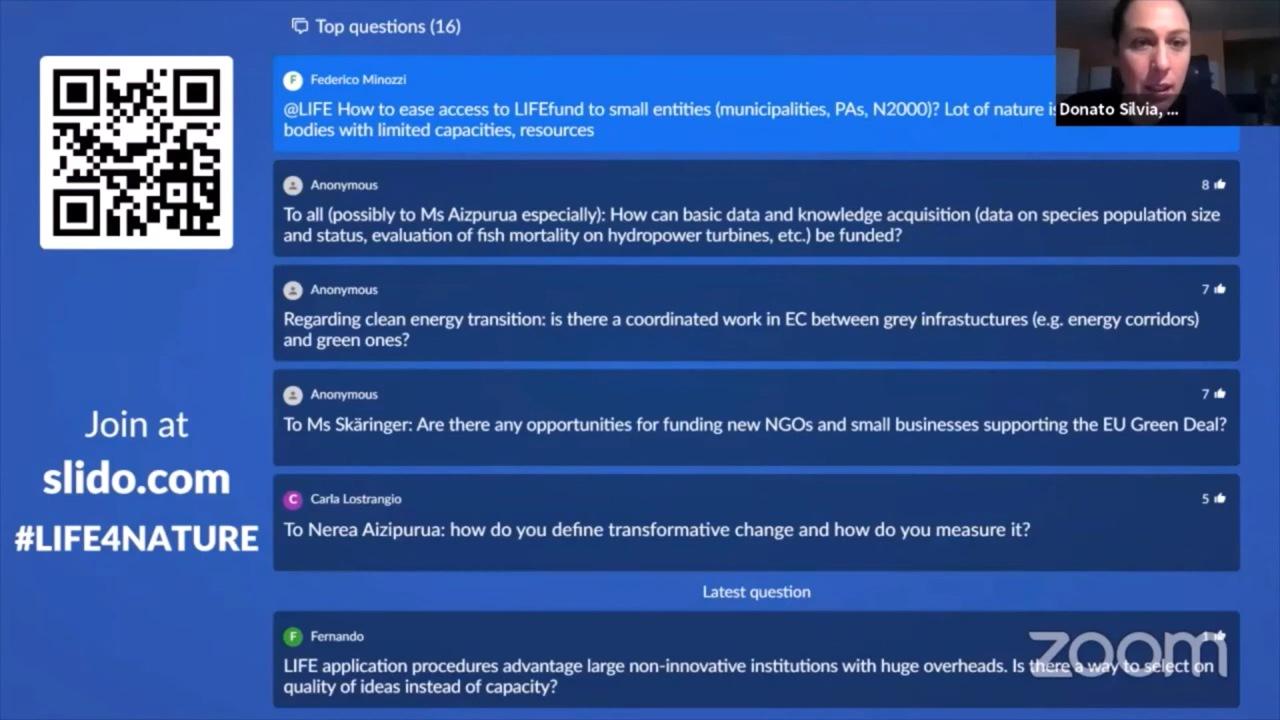 Top questions (16)
F Federico Minozzi
@LIFE How to ease access to LIFEfund to small entities (municipalities, PAs, N2000)? Lot of nature is
bodies with limited capacities, resources
Donato Silvia, ...
Anonymous
8
To all (possibly to Ms Aizpurua especially): How can basic data and knowledge acquisition (data on species population size
and status, evaluation of fish mortality on hydropower turbines, etc.) be funded?
Anonymous
7
Regarding clean energy transition: is there a coordinated work in EC between grey infrastuctures (e.g. energy corridors)
and green ones?
Anonymous
7
To Ms Skäringer: Are there any opportunities for funding new NGOs and small businesses supporting the EU Green Deal?
Join at
slido.com
#LIFE4NATURE
C Carla Lostrangio
5
To Nerea Aizipurua: how do you define transformative change and how do you measure it?
Latest question
F Fernando
1
LIFE application procedures advantage large non-innovative institutions with huge overheads. Is there a way to select on
quality of ideas instead of capacity?
zoom